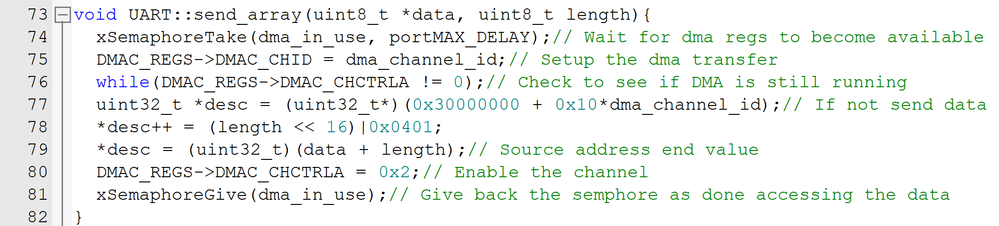 73 void UART::send_array(uint8_t *data, uint8_t length){
74 xSemaphoreTake(dma_in_use, portMAX_DELAY);// Wait for dma regs to become available
75 DMAC_REGS->DMAC_CHID = dma_channel_id;// Setup the dma transfer
76 while(DMAC_REGS->DMAC_CHCTRLA != 0);// Check to see if DMA is still running
77 uint32_t *desc = (uint32_t*)(0x30000000 + 0x10*dma_channel_id);// If not send data
78 *desc++ = (length << 16)|0x0401;
79 *desc = (uint32_t)(data + length);// Source address end value
80 DMAC_REGS->DMAC_CHCTRLA = 0x2;// Enable the channel
81 xSemaphoreGive(dma_in_use);// Give back the semphore as done accessing the data
82 }